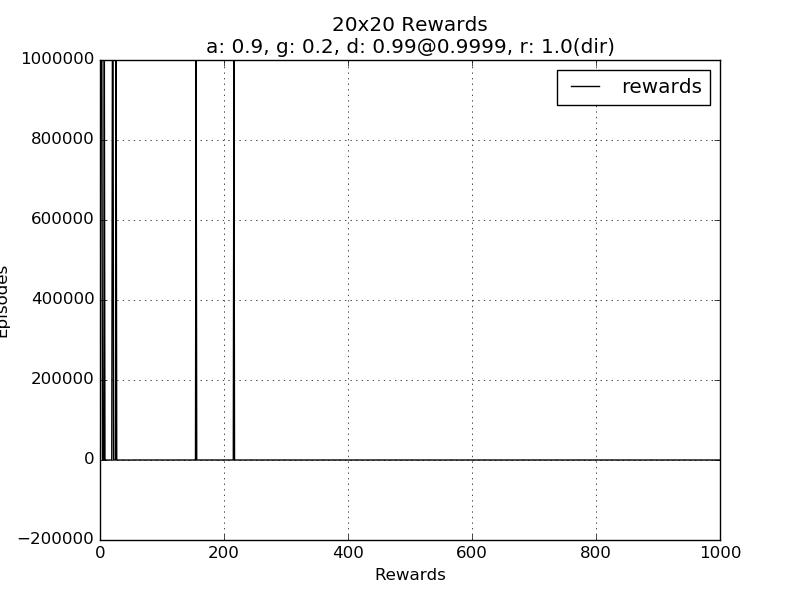 20x20 Rewards
a: 0.9, g: 0.2, d: 0.99@0.9999, r: 1.0(dir)
rewards
1000000
800000
600000
400000
200000
0
−200000
Episodes
0 200 400 600 800 1000
Rewards